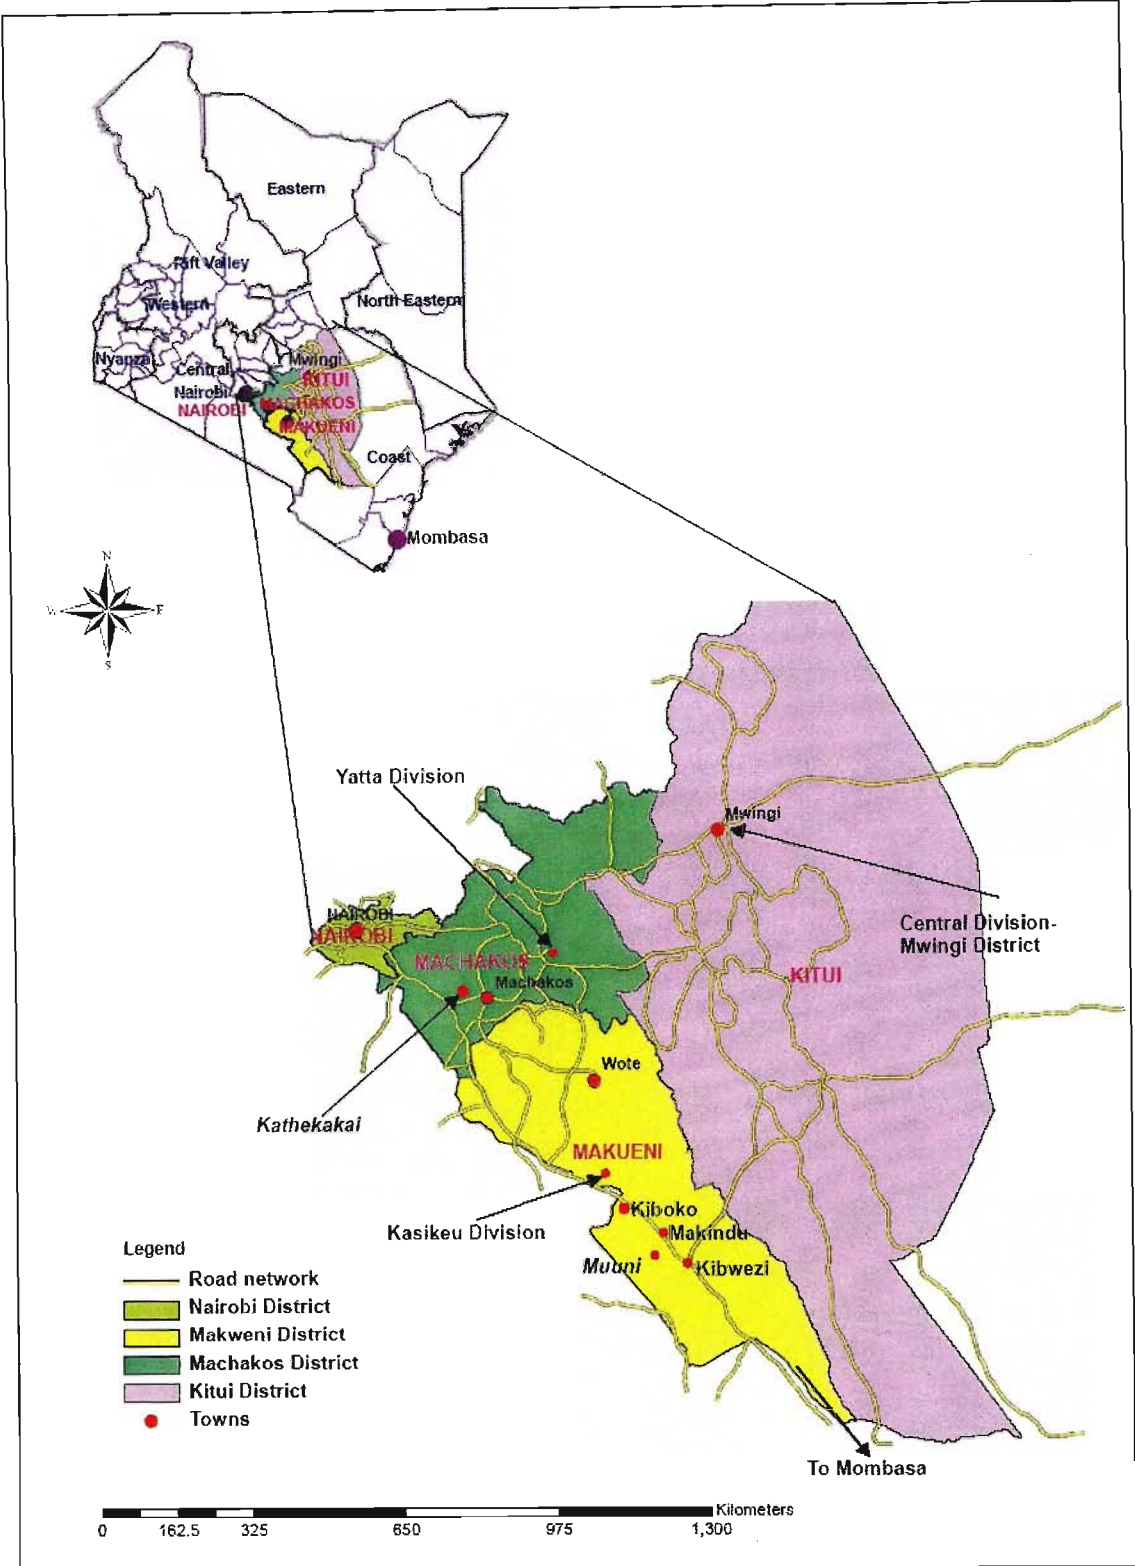 Eastern
Rift Valley
North-Eastern
Western
Nyanza
Central
Mwingi
KITUI
Nairobi
NAIROBI
MACHAKOS
MAKUENI
Coast
Mombasa
N
W
E
S
Yatta Division
Mwingi
Central Division-
Mwingi District
NAIROBI
NAIROBI
MACHAKOS
Machakos
KITUI
Wote
Kathekakai
MAKUENI
Kasikeu Division
Kiboko
Makindu
Muuni
Kibwezi
To Mombasa
Legend
Road network
Nairobi District
Makweni District
Machakos District
Kitui District
Towns
Kilometers
0 162.5 325 650 975 1,300